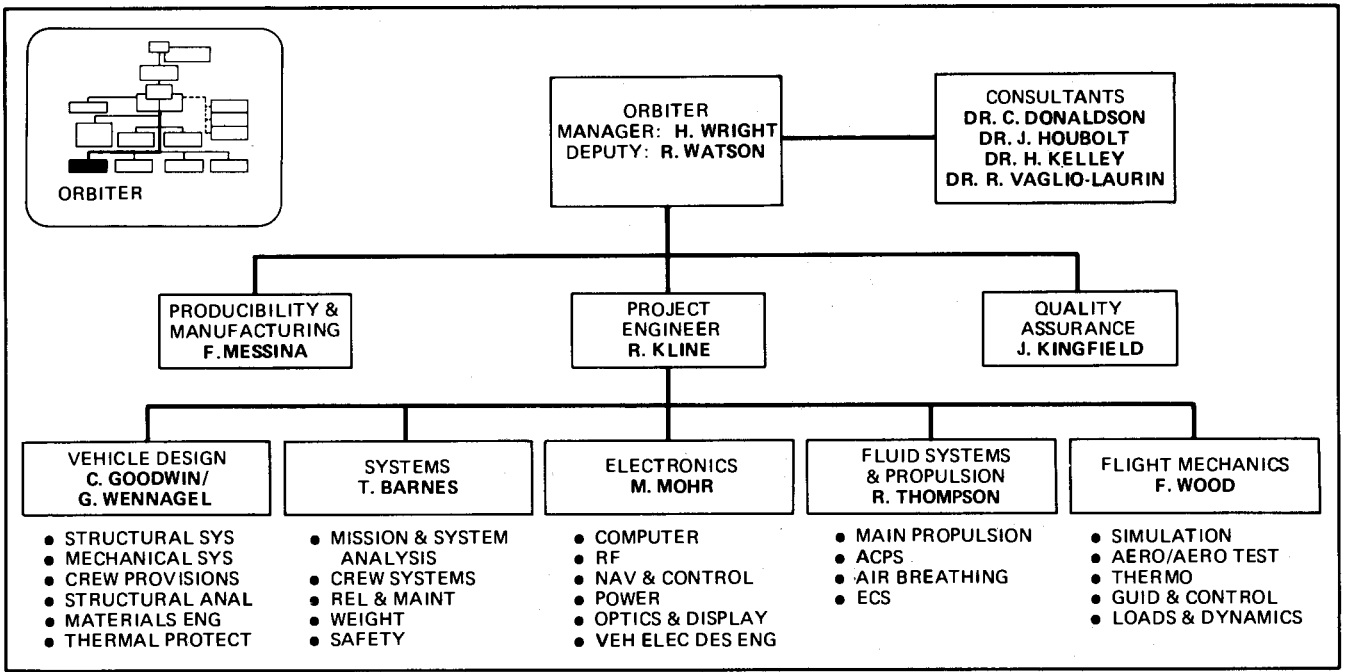 ORBITER
ORBITER
MANAGER: H. WRIGHT
DEPUTY: R. WATSON
CONSULTANTS
DR. C. DONALDSON
DR. J. HOUBOLT
DR. H. KELLEY
DR. R. VAGLIO-LAURIN
PRODUCIBILITY &
MANUFACTURING
F. MESSINA
PROJECT
ENGINEER
R. KLINE
QUALITY
ASSURANCE
J. KINGFIELD
VEHICLE DESIGN
C. GOODWIN/
G. WENNAGEL
● STRUCTURAL SYS
● MECHANICAL SYS
● CREW PROVISIONS
● STRUCTURAL ANAL
● MATERIALS ENG
● THERMAL PROTECT
SYSTEMS
T. BARNES
● MISSION & SYSTEM
ANALYSIS
● CREW SYSTEMS
● REL & MAINT
● WEIGHT
● SAFETY
ELECTRONICS
M. MOHR
● COMPUTER
● RF
● NAV & CONTROL
● POWER
● OPTICS & DISPLAY
● VEH ELEC DES ENG
FLUID SYSTEMS
& PROPULSION
R. THOMPSON
● MAIN PROPULSION
● ACPS
● AIR BREATHING
● ECS
FLIGHT MECHANICS
F. WOOD
● SIMULATION
● AERO/AERO TEST
● THERMO
● GUID & CONTROL
● LOADS & DYNAMICS